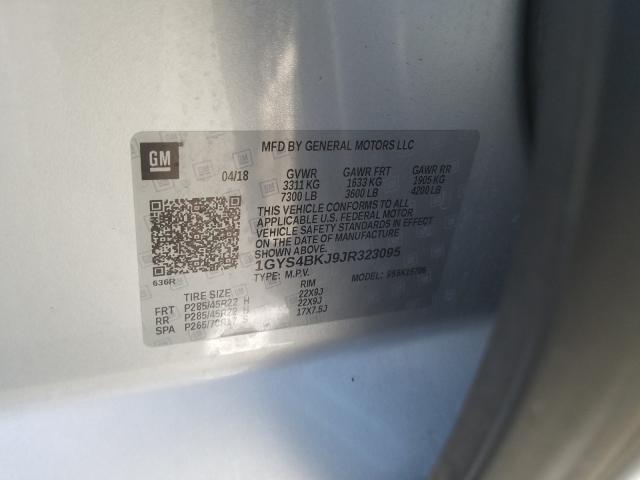 MFD BY GENERAL MOTORS LLC
GM
04/18 GVWR GAWR FRT GAWR RR
3311 KG 1633 KG 1905 KG
7300 LB 3600 LB 4200 LB
THIS VEHICLE CONFORMS TO ALL
APPLICABLE U.S. FEDERAL MOTOR
VEHICLE SAFETY STANDARDS IN EFFECT
ON THE DATE OF MANUFACTURE
SHOWN ABOVE.
1GYS4BKJ9JR323095
TYPE: M.P.V. MODEL:
636R
TIRE SIZE RIM
FRT P285/45R22 H 22X9J
RR P285/45R22 H 22X9J
SPA 17X7.5J